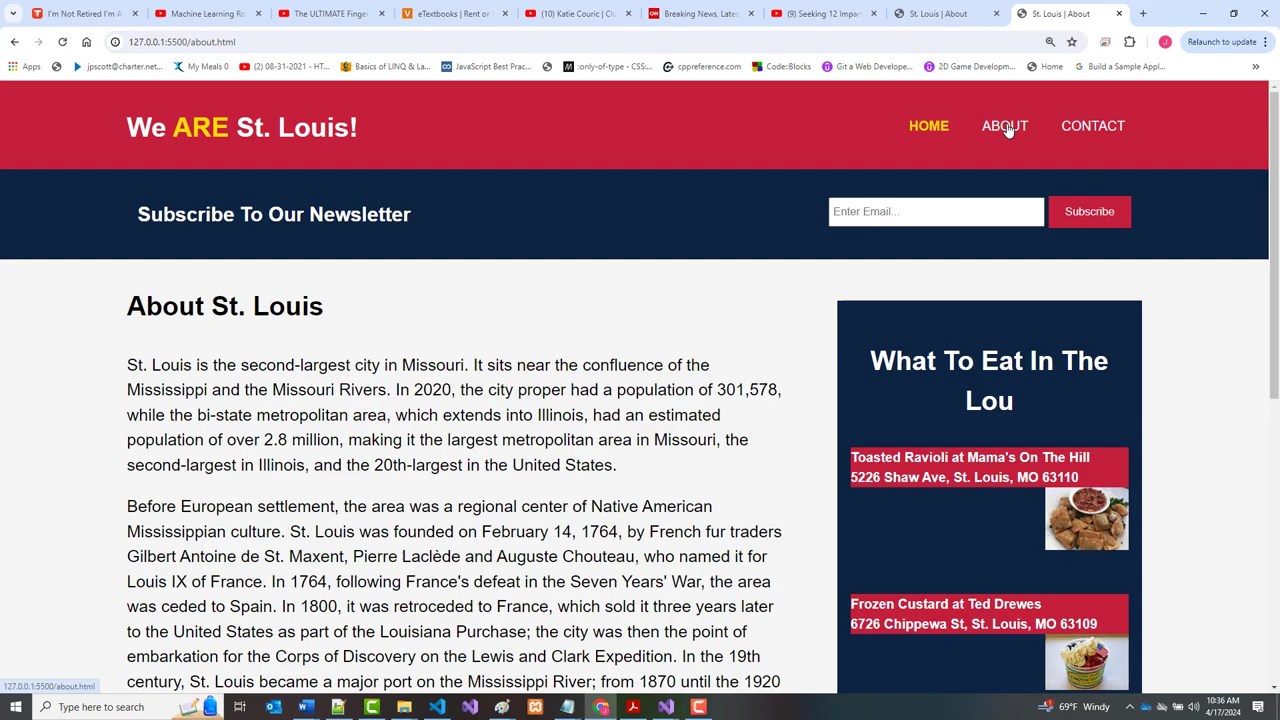 I'm Not Retired I'm A
Machine Learning Ro
The ULTIMATE Finger
eTextbooks | Rent or
(10) Katie Couric | Cl
Breaking News, Lates
(9) Seeking 12 Impar
St. Louis | About
St. Louis | About
127.0.0.1:5500/about.html
Relaunch to update
Apps
jpscott@charter.net...
My Meals 0
(2) 08-31-2021 - HT...
Basics of LINQ & La...
JavaScript Best Prac...
:only-of-type - CSS:...
cppreference.com
Code::Blocks
Git a Web Develope...
2D Game Developm...
Home
Build a Sample Appl...
We ARE St. Louis!
HOME ABOUT CONTACT
Subscribe To Our Newsletter
Enter Email...
Subscribe
About St. Louis
St. Louis is the second-largest city in Missouri. It sits near the confluence of the
Mississippi and the Missouri Rivers. In 2020, the city proper had a population of 301,578,
while the bi-state metropolitan area, which extends into Illinois, had an estimated
population of over 2.8 million, making it the largest metropolitan area in Missouri, the
second-largest in Illinois, and the 20th-largest in the United States.
Before European settlement, the area was a regional center of Native American
Mississippian culture. St. Louis was founded on February 14, 1764, by French fur traders
Gilbert Antoine de St. Maxent, Pierre Laclède and Auguste Chouteau, who named it for
Louis IX of France. In 1764, following France's defeat in the Seven Years' War, the area
was ceded to Spain. In 1800, it was retroceded to France, which sold it three years later
to the United States as part of the Louisiana Purchase; the city was then the point of
embarkation for the Corps of Discovery on the Lewis and Clark Expedition. In the 19th
century, St. Louis became a major port on the Mississippi River; from 1870 until the 1920
What To Eat In The
Lou
Toasted Ravioli at Mama's On The Hill
5226 Shaw Ave, St. Louis, MO 63110
Frozen Custard at Ted Drewes
6726 Chippewa St, St. Louis, MO 63109
127.0.0.1:5500/about.html
Type here to search
69°F Windy
10:36 AM
4/17/2024